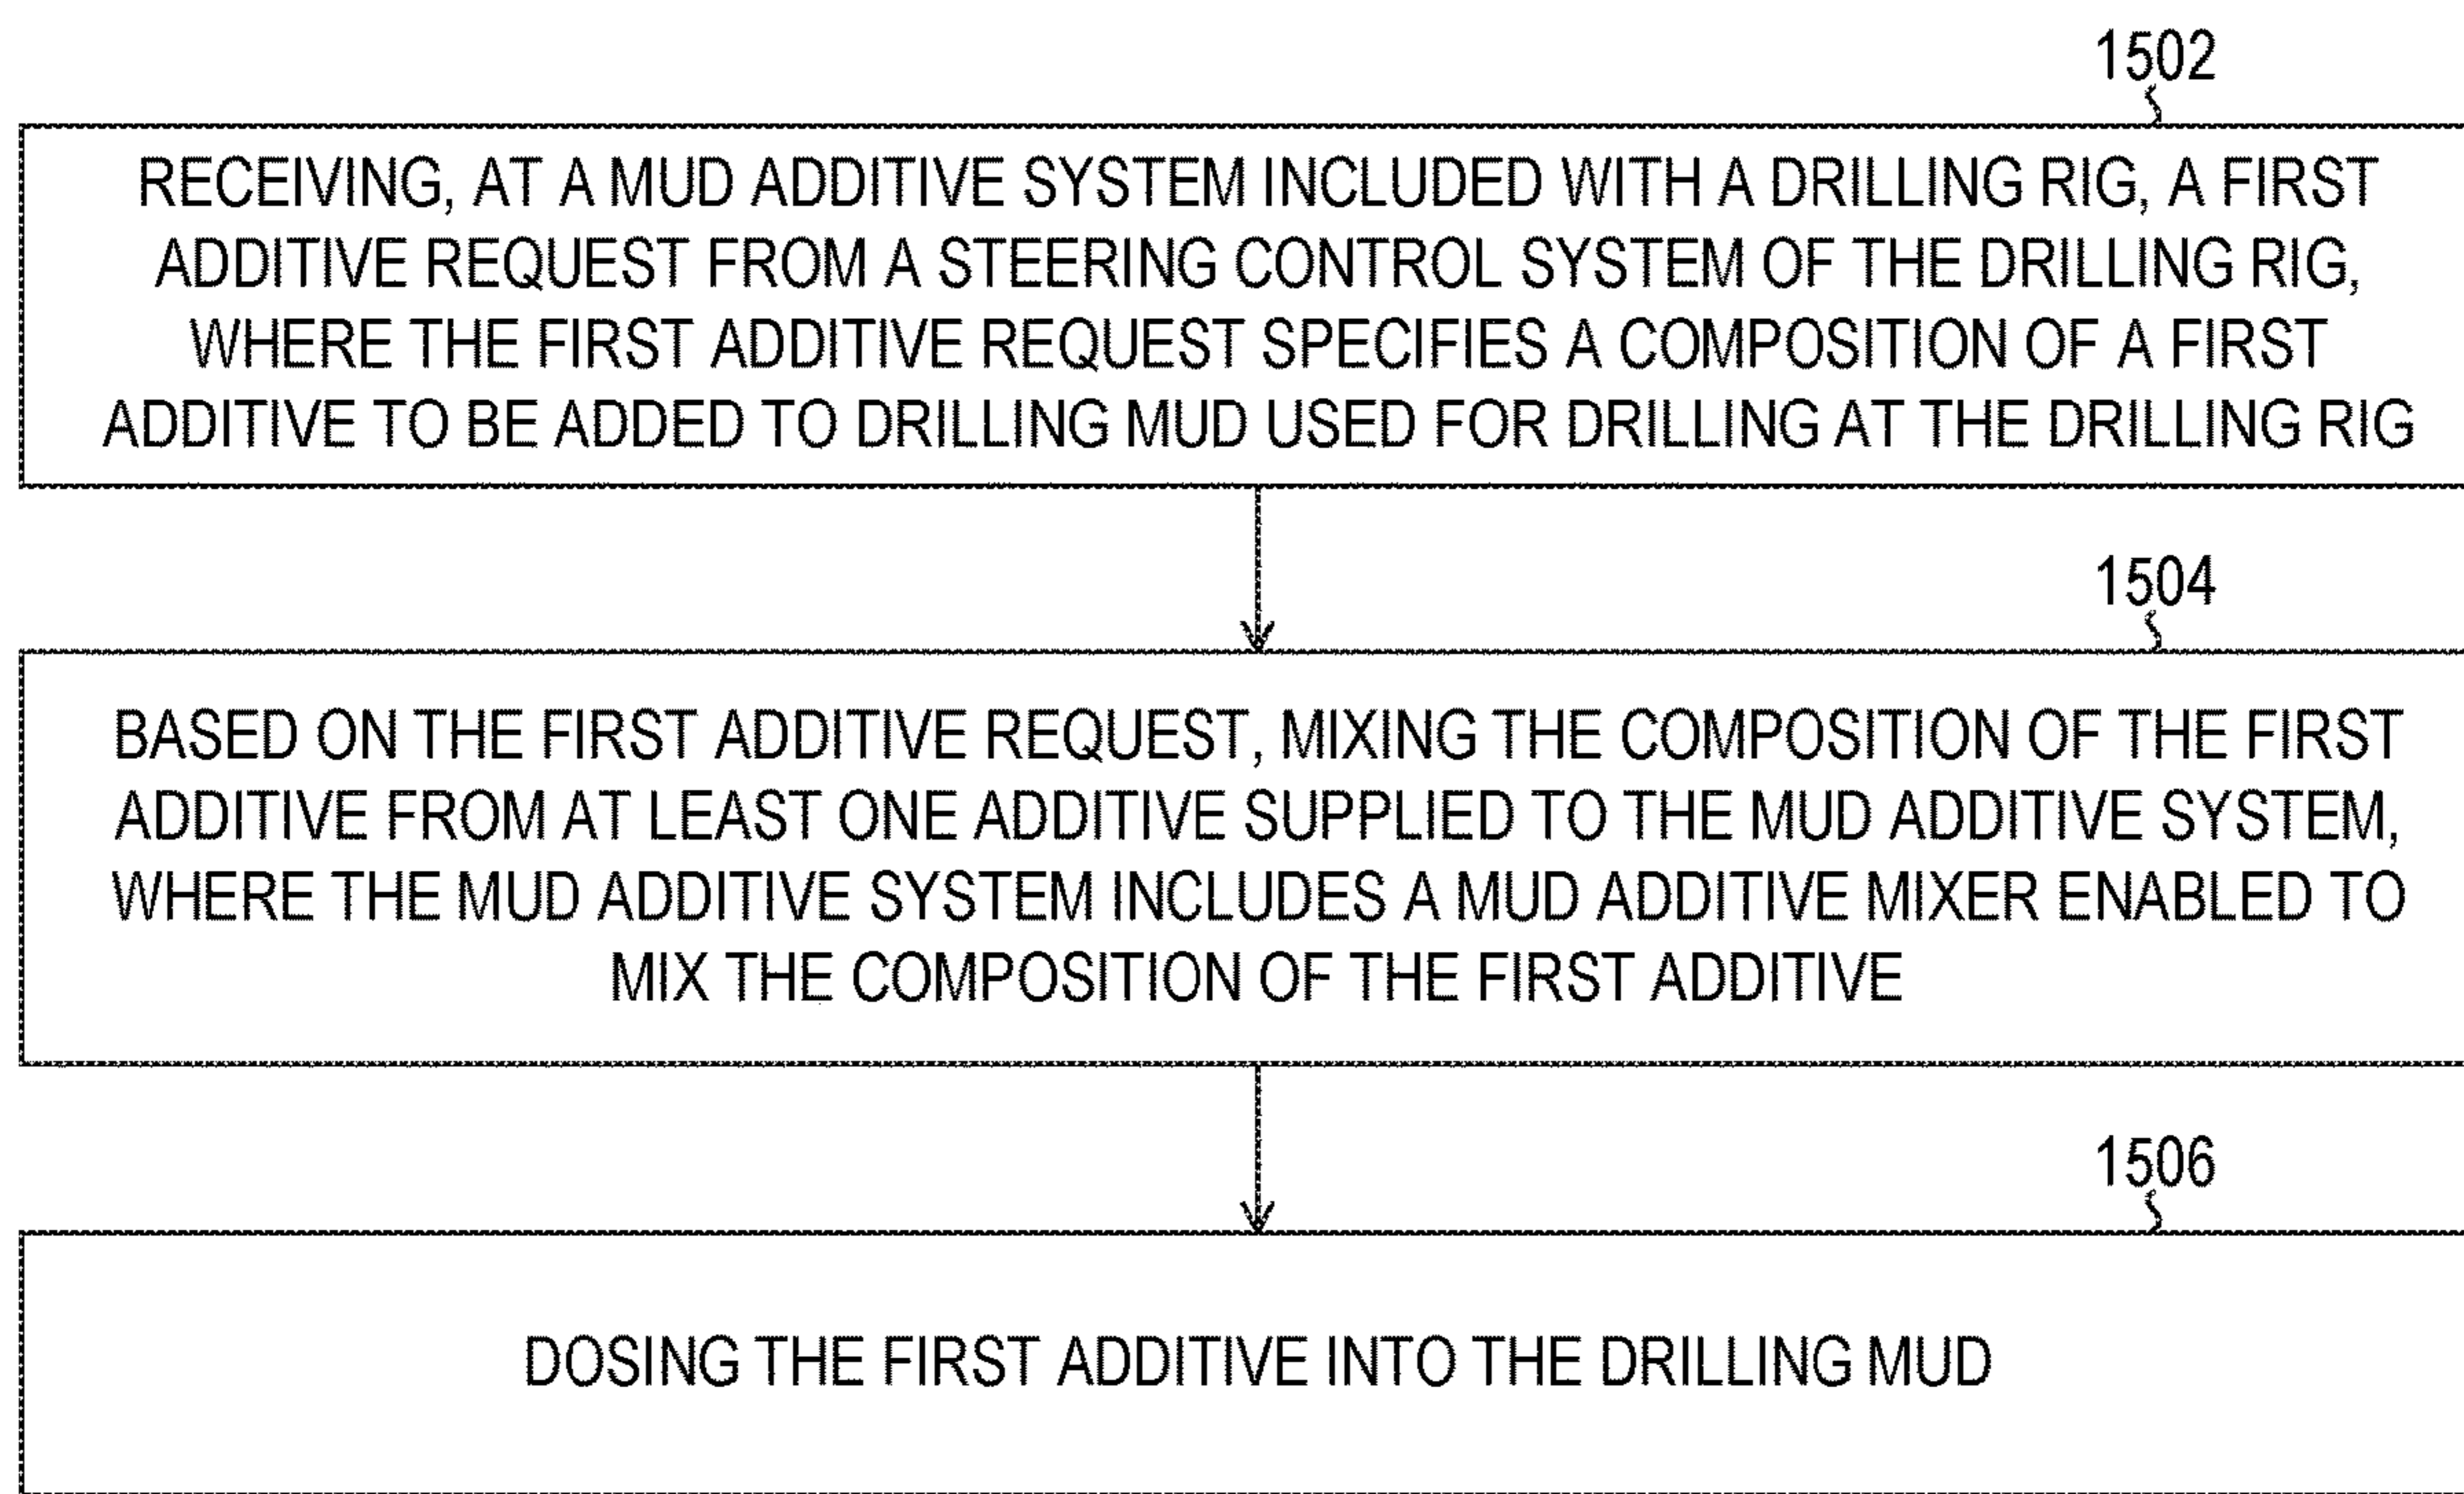 1502
RECEIVING, AT A MUD ADDITIVE SYSTEM INCLUDED WITH A DRILLING RIG, A FIRST
ADDITIVE REQUEST FROM A STEERING CONTROL SYSTEM OF THE DRILLING RIG,
WHERE THE FIRST ADDITIVE REQUEST SPECIFIES A COMPOSITION OF A FIRST
ADDITIVE TO BE ADDED TO DRILLING MUD USED FOR DRILLING AT THE DRILLING RIG
1504
BASED ON THE FIRST ADDITIVE REQUEST, MIXING THE COMPOSITION OF THE FIRST
ADDITIVE FROM AT LEAST ONE ADDITIVE SUPPLIED TO THE MUD ADDITIVE SYSTEM,
WHERE THE MUD ADDITIVE SYSTEM INCLUDES A MUD ADDITIVE MIXER ENABLED TO
MIX THE COMPOSITION OF THE FIRST ADDITIVE
1506
DOSING THE FIRST ADDITIVE INTO THE DRILLING MUD